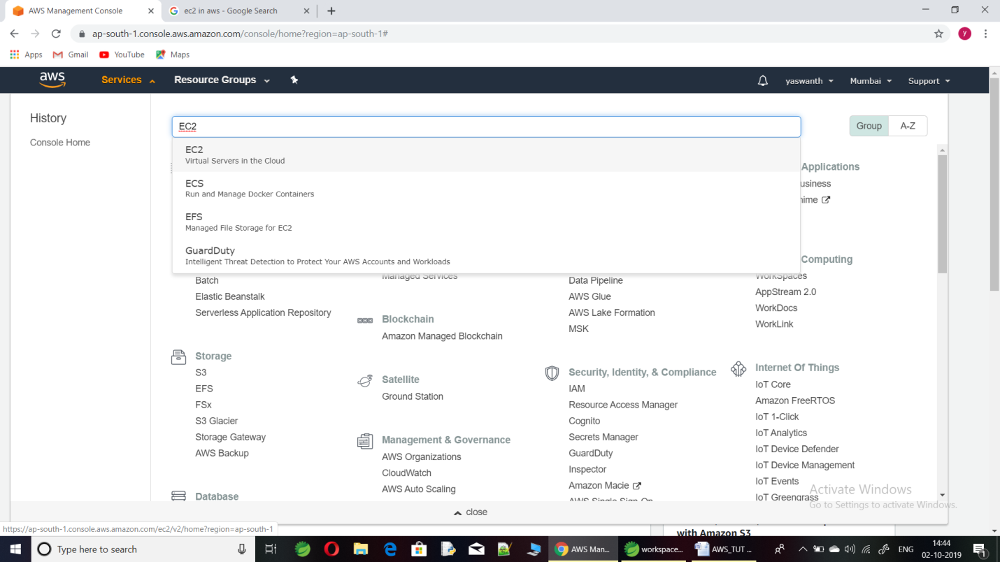 AWS Management Console
ec2 in aws - Google Search
ap-south-1.console.aws.amazon.com/console/home?region=ap-south-1#
y
Apps
Gmail
YouTube
Maps
aws
Services
Resource Groups
yaswanth
Mumbai
Support
History
Console Home
EC2
Group
A-Z
EC2
Virtual Servers in the Cloud
ECS
Run and Manage Docker Containers
EFS
Managed File Storage for EC2
GuardDuty
Intelligent Threat Detection to Protect Your AWS Accounts and Workloads
Batch
Elastic Beanstalk
Serverless Application Repository
Storage
S3
EFS
FSx
S3 Glacier
Storage Gateway
AWS Backup
Database
Managed Services
Blockchain
Amazon Managed Blockchain
Satellite
Ground Station
Management & Governance
AWS Organizations
CloudWatch
AWS Auto Scaling
Data Pipeline
AWS Glue
AWS Lake Formation
MSK
Security, Identity, & Compliance
IAM
Resource Access Manager
Cognito
Secrets Manager
GuardDuty
Inspector
Amazon Macie
AWS Single Sign-On
Applications
usiness
ime
Computing
WorkSpaces
AppStream 2.0
WorkDocs
WorkLink
Internet Of Things
IoT Core
Amazon FreeRTOS
IoT 1-Click
IoT Analytics
IoT Device Defender
IoT Device Management
IoT Events
IoT Greengrass
Activate Windows
Go to Settings to activate Windows.
close
with Amazon S3
https://ap-south-1.console.aws.amazon.com/ec2/v2/home?region=ap-south-1
Type here to search
AWS Man...
workspace...
AWS_TUT ...
ENG
14:44
02-10-2019
1